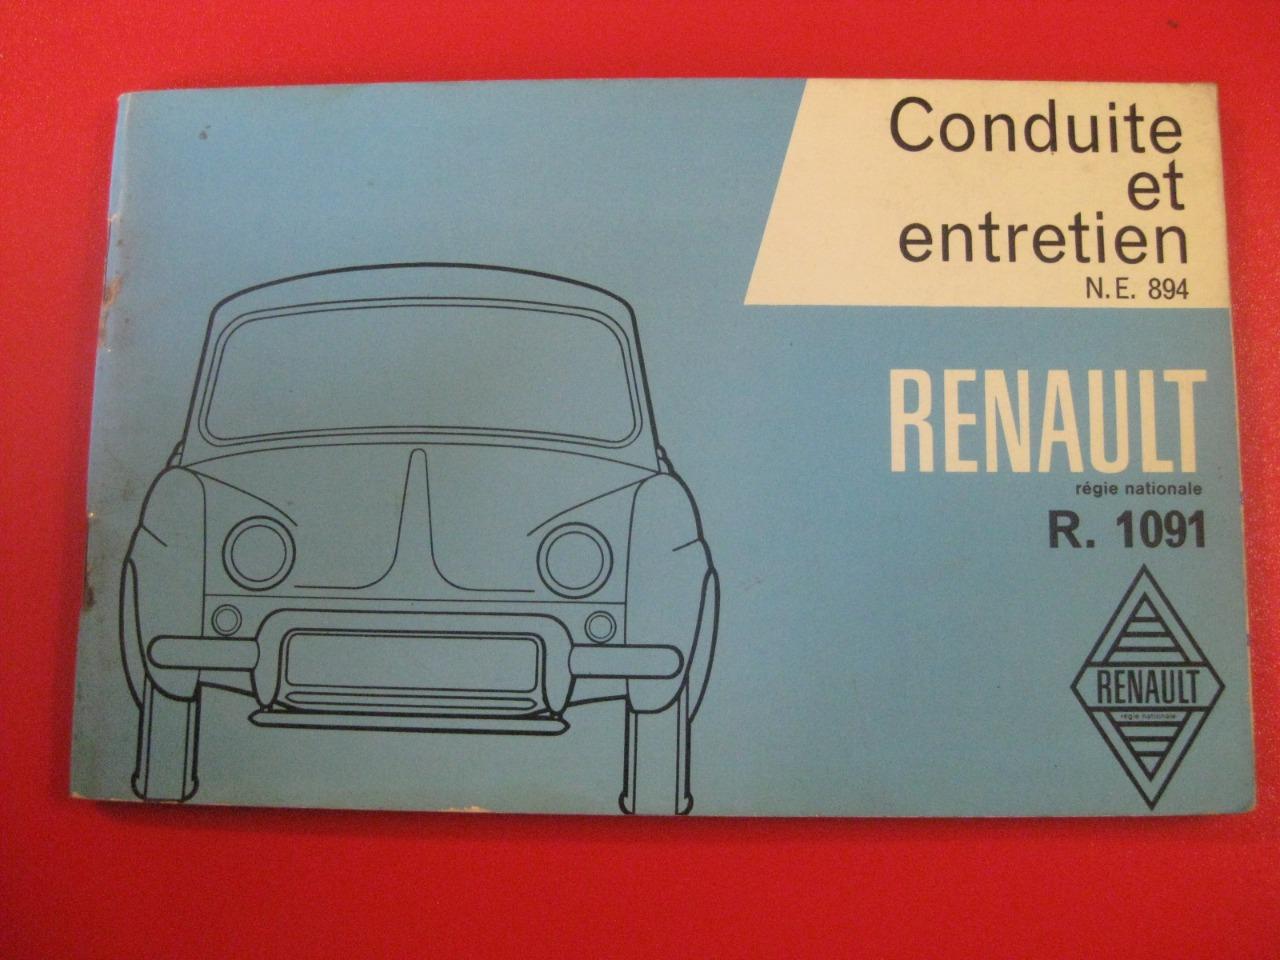 Conduite
et
entretien
N.E. 894
RENAULT
régie nationale
R. 1091
RENAULT
régie nationale